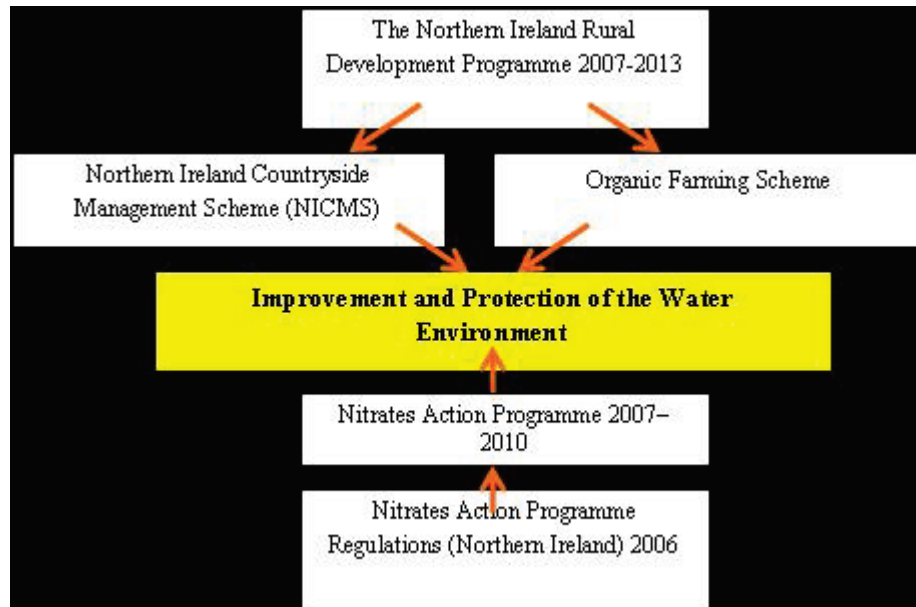 The Northern Ireland Rural
Development Programme 2007-2013
Northern Ireland Countryside
Management Scheme (NICMS)
Organic Farming Scheme
Improvement and Protection of the Water
Environment
Nitrates Action Programme 2007–
2010
Nitrates Action Programme
Regulations (Northern Ireland) 2006